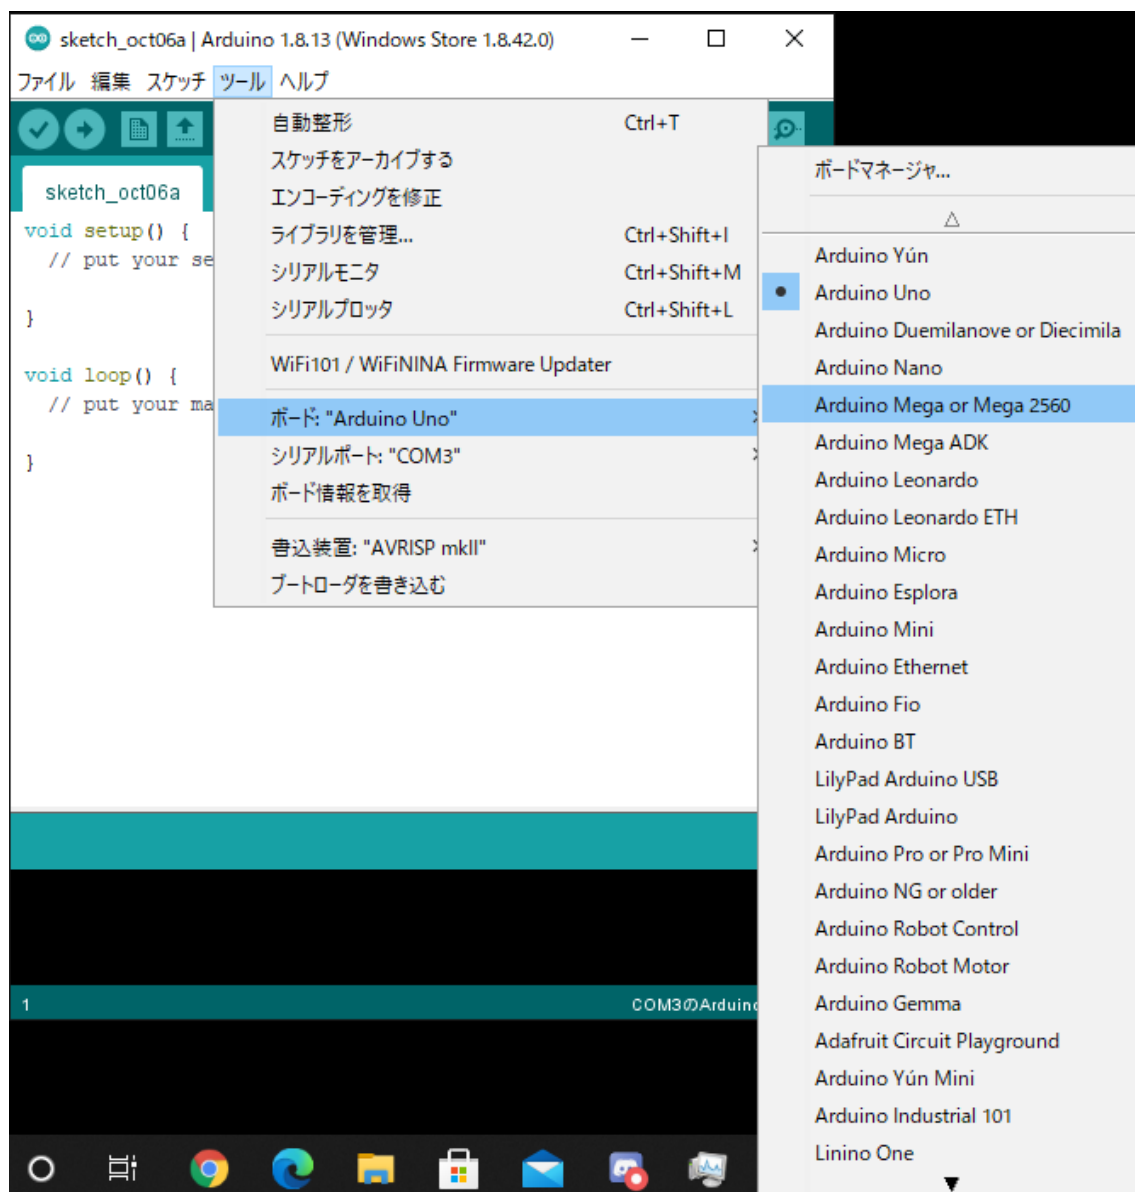 sketch_oct06a | Arduino 1.8.13 (Windows Store 1.8.42.0)
ファイル 編集 スケッチ ツール ヘルプ
sketch_oct06a
void setup() {
// put your se
}
void loop() {
// put your ma
}
自動整形 Ctrl+T
スケッチをアーカイブする
エンコーディングを修正
ライブラリを管理... Ctrl+Shift+I
シリアルモニタ Ctrl+Shift+M
シリアルプロッタ Ctrl+Shift+L
WiFi101 / WiFiNINA Firmware Updater
ボード: "Arduino Uno"
シリアルポート: "COM3"
ボード情報を取得
書込装置: "AVRISP mkII"
ブートローダを書き込む
ボードマネージャ...
Arduino Yún
Arduino Uno
Arduino Duemilanove or Diecimila
Arduino Nano
Arduino Mega or Mega 2560
Arduino Mega ADK
Arduino Leonardo
Arduino Leonardo ETH
Arduino Micro
Arduino Esplora
Arduino Mini
Arduino Ethernet
Arduino Fio
Arduino BT
LilyPad Arduino USB
LilyPad Arduino
Arduino Pro or Pro Mini
Arduino NG or older
Arduino Robot Control
Arduino Robot Motor
Arduino Gemma
Adafruit Circuit Playground
Arduino Yún Mini
Arduino Industrial 101
Linino One
1 COM3のArduino